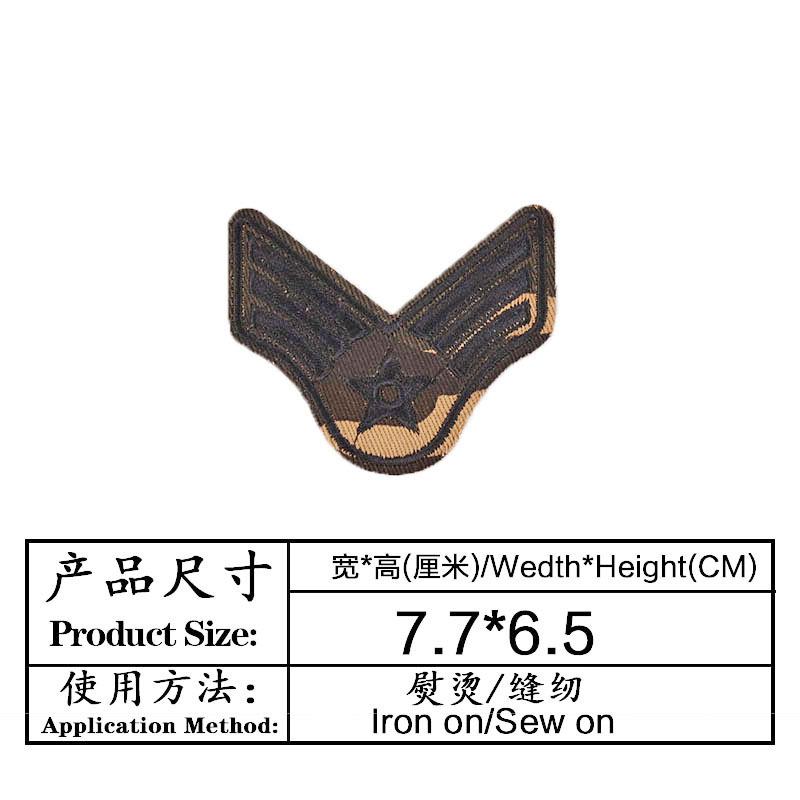 产品尺寸
Product Size:
宽*高(厘米)/Wedth*Height(CM)
7.7*6.5
使用方法:
Application Method:
熨烫/缝纫
Iron on/Sew on